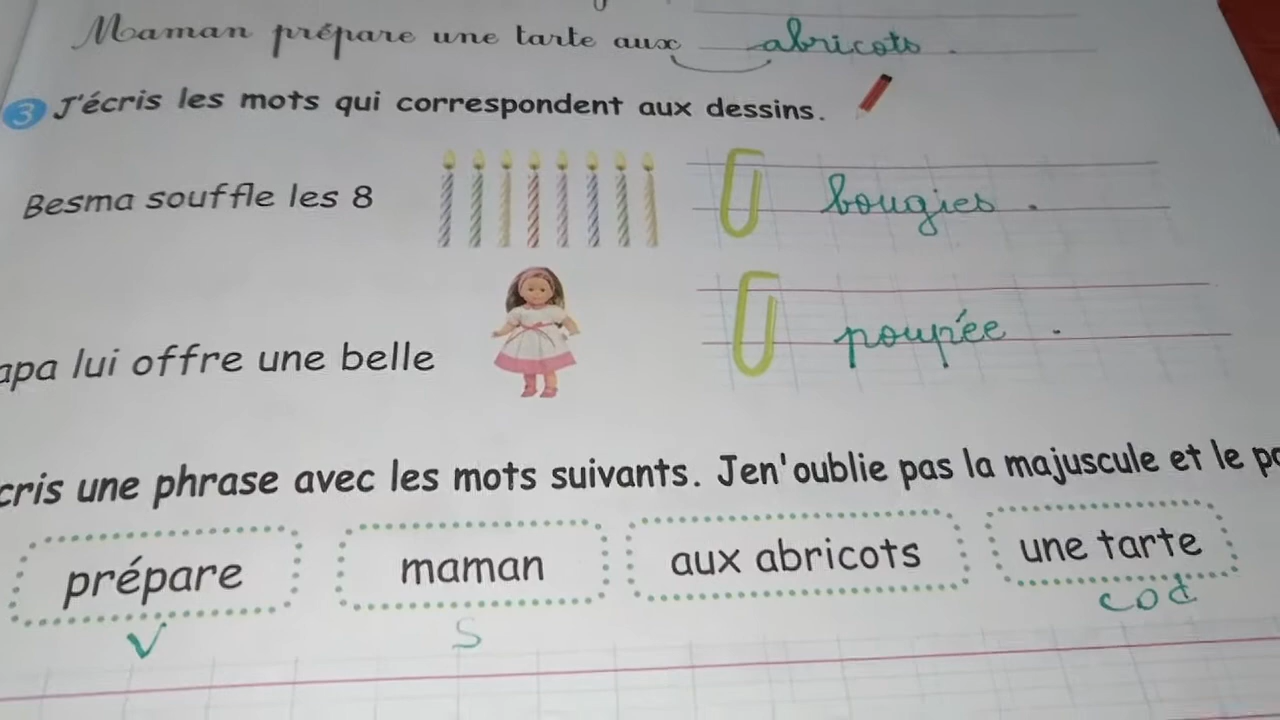 Maman prépare une tarte aux abricots .
3 J'écris les mots qui correspondent aux dessins.
Besma souffle les 8 bougies .
apa lui offre une belle poupée .
cris une phrase avec les mots suivants. Jen'oublie pas la majuscule et le po
prépare maman aux abricots une tarte
V S cod